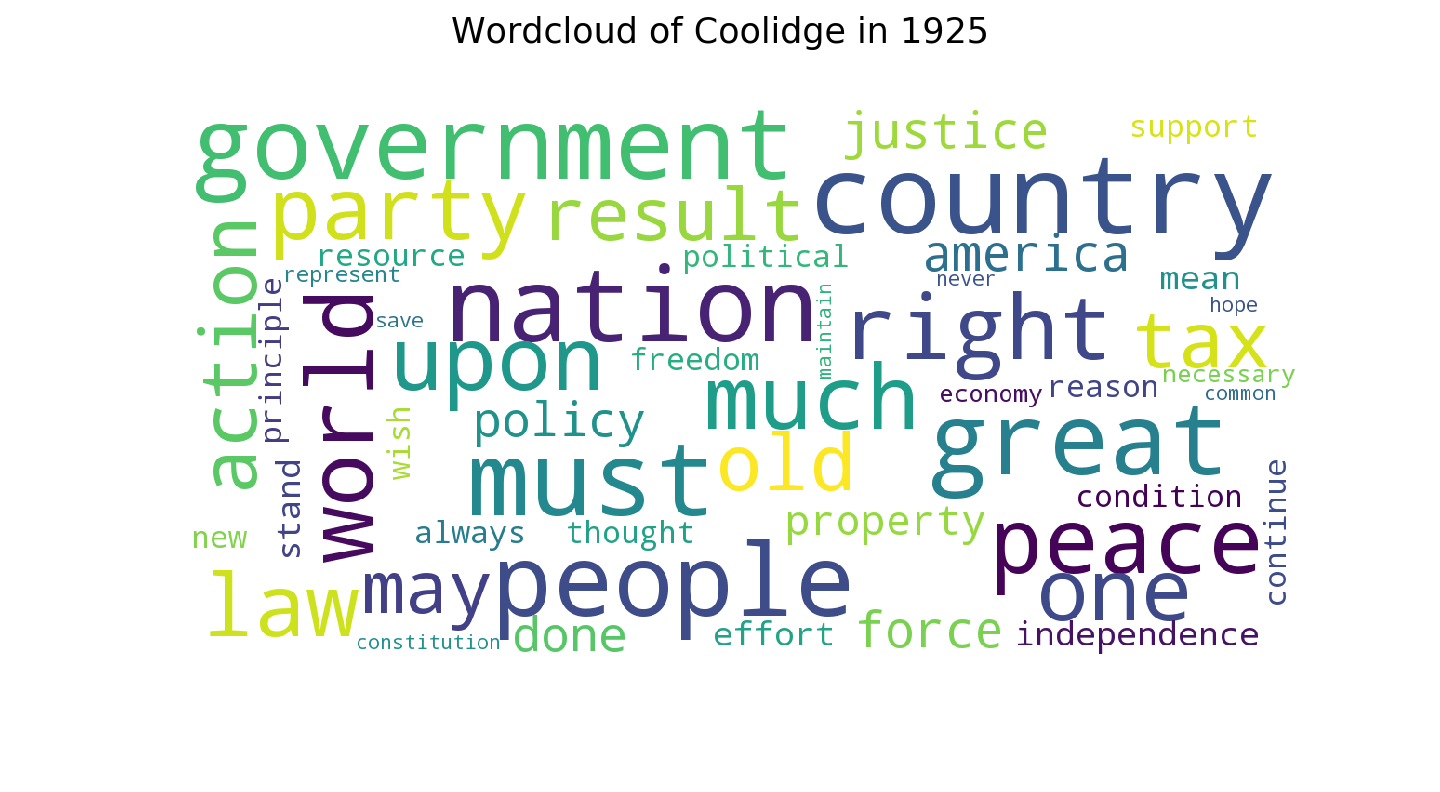 Wordcloud of Coolidge in 1925
government
justice
support
country
party
result
action
resource
political
america
represent
never
mean
nation
principle
world
save
maintain
right
hope
tax
upon
freedom
much
economy
reason
necessary
common
policy
wish
great
must
old
stand
condition
continue
new
always
thought
property
peace
law
may
people
one
constitution
done
effort
force
independence